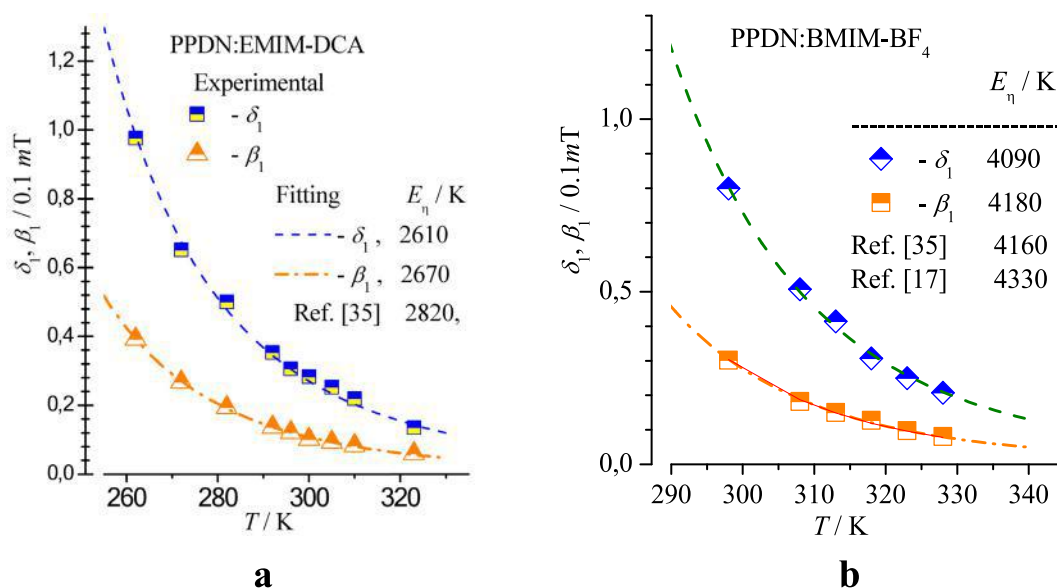 PPDN:EMIM-DCA
Experimental
- δ1
- β1
Fitting Eη / K
- δ1 , 2610
- β1, 2670
Ref. [35] 2820,
δ1, β1 / 0.1 mT
1,2
1,0
0,8
0,6
0,4
0,2
0,0
260 280 300 320
T / K
a
PPDN:BMIM-BF4
Eη / K
- δ1 4090
- β1 4180
Ref. [35] 4160
Ref. [17] 4330
δ1, β1 / 0.1 mT
1,0
0,5
0,0
290 300 310 320 330 340
T / K
b